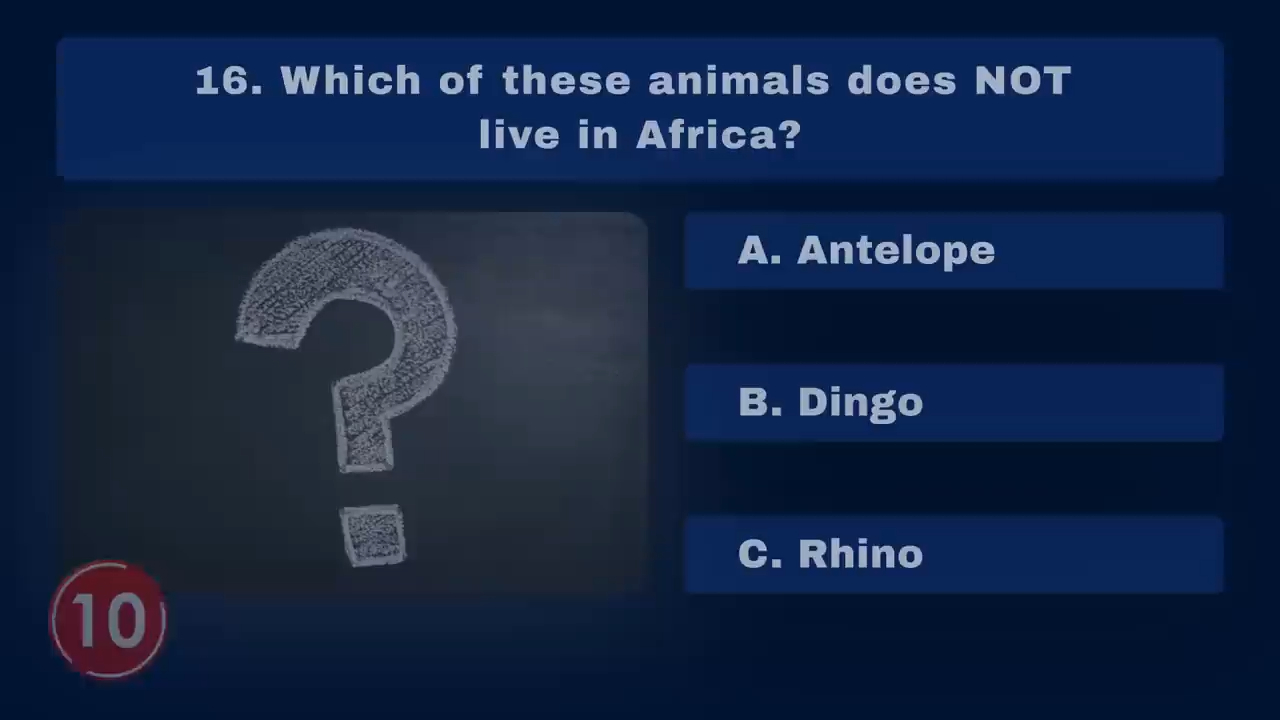 16. Which of these animals does NOT
live in Africa?
A. Antelope
B. Dingo
C. Rhino
10